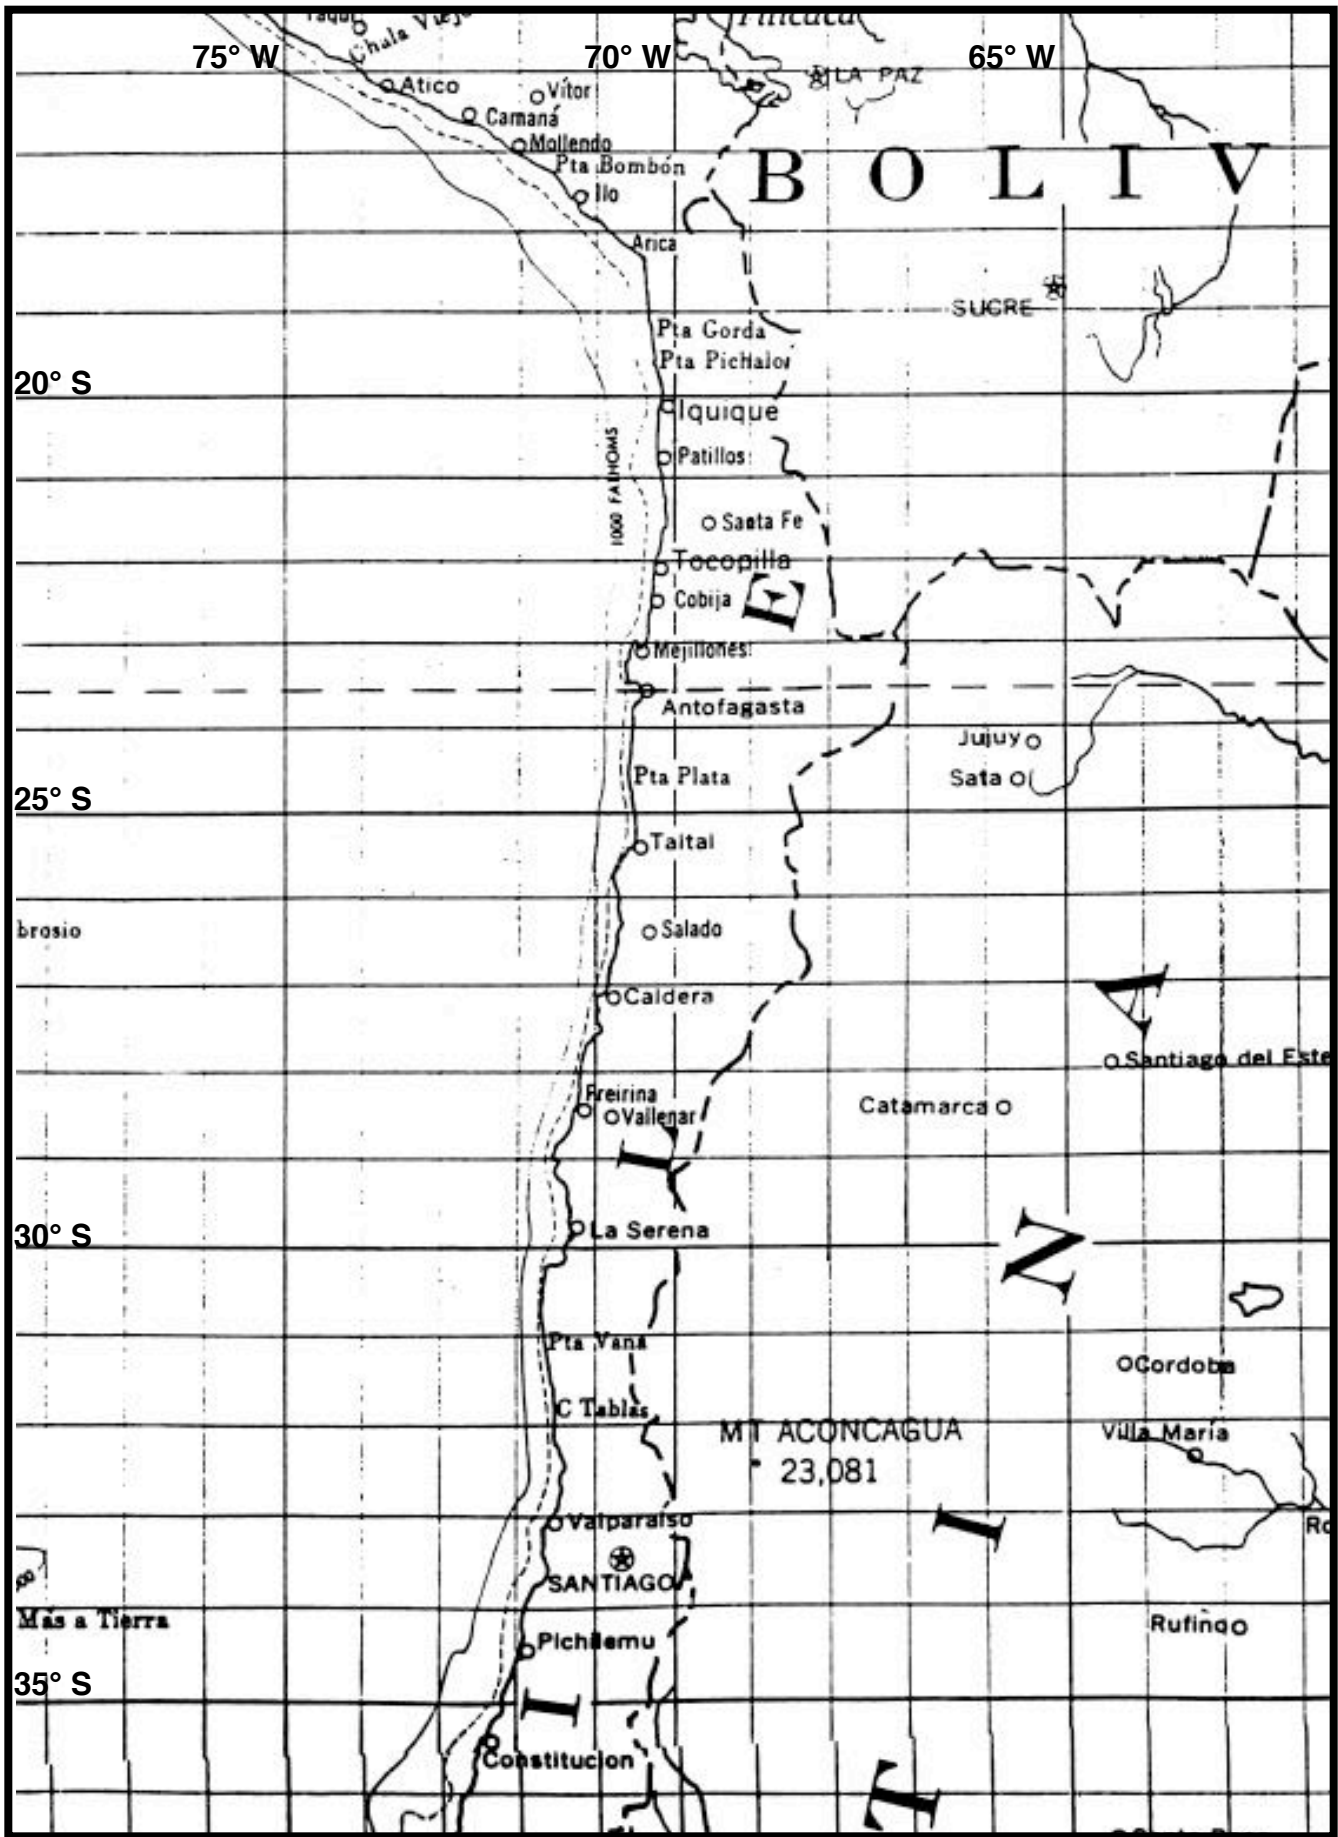 Chala Viejo
75° W
70° W
65° W
LA PAZ
Atico
Vítor
Camaná
Mollendo
Pta Bombón
Ilo
B O L I V
Arica
SUCRE
Pta Gorda
Pta Pichalo
20° S
Iquique
1000 FATHOMS
Patillos
Santa Fe
Tocopilla
Cobija
E
Mejillones
Antofagasta
Jujuy
Pta Plata
Sata
25° S
Taltal
brosio
Salado
Caldera
A
Santiago del Este
Freirina
Catamarca
Vallenar
L
La Serena
30° S
N
Pta Vana
Cordoba
C Tablas
MT ACONCAGUA
23,081
Villa María
Valparaiso
I
Ro
SANTIAGO
Más a Tierra
Rufino
Pichilemu
35° S
I
Constitucion
T